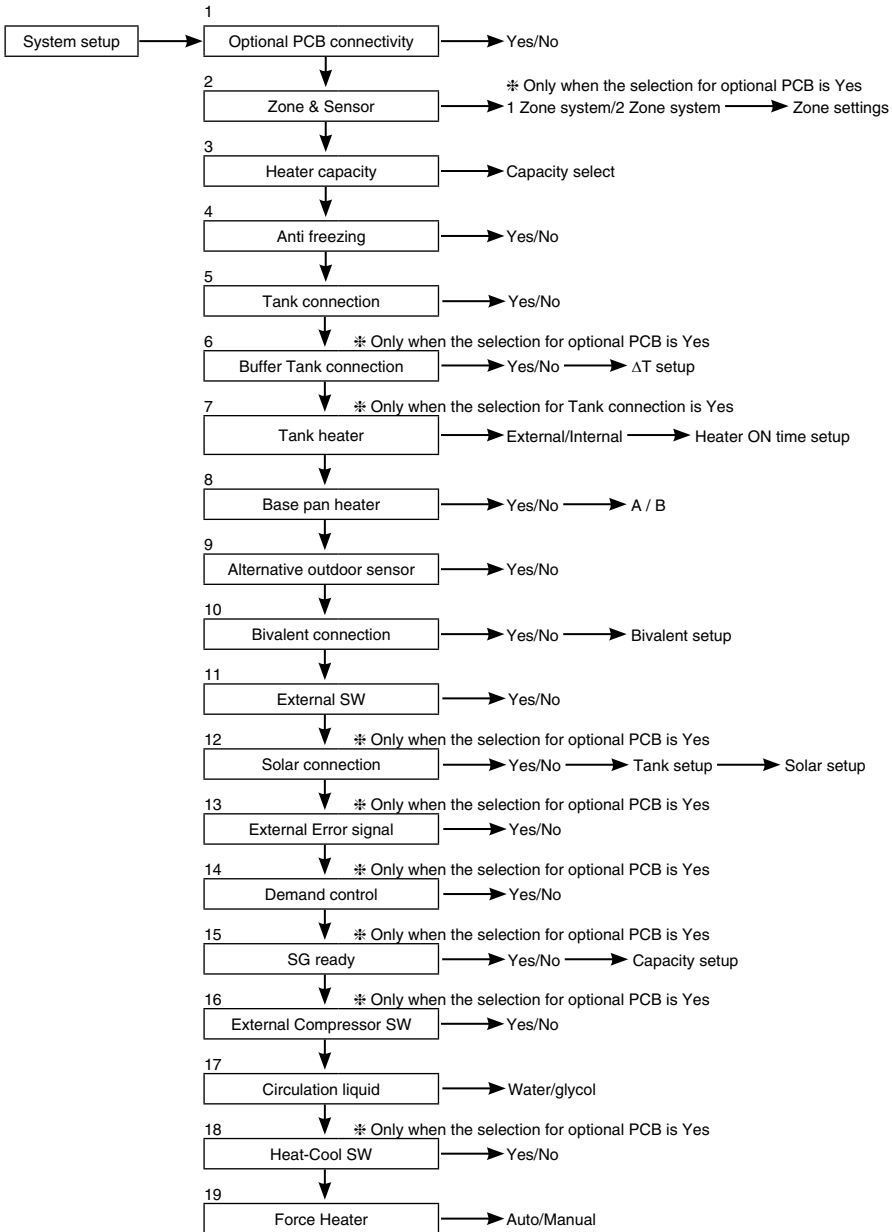 1
System setup Optional PCB connectivity Yes/No
2 ⁜ Only when the selection for optional PCB is Yes
Zone & Sensor 1 Zone system/2 Zone system Zone settings
3
Heater capacity Capacity select
4
Anti freezing Yes/No
5
Tank connection Yes/No
6 ⁜ Only when the selection for optional PCB is Yes
Buffer Tank connection Yes/No ΔT setup
7 ⁜ Only when the selection for Tank connection is Yes
Tank heater External/Internal Heater ON time setup
8
Base pan heater Yes/No A / B
9
Alternative outdoor sensor Yes/No
10
Bivalent connection Yes/No Bivalent setup
11
External SW Yes/No
12 ⁜ Only when the selection for optional PCB is Yes
Solar connection Yes/No Tank setup Solar setup
13 ⁜ Only when the selection for optional PCB is Yes
External Error signal Yes/No
14 ⁜ Only when the selection for optional PCB is Yes
Demand control Yes/No
15 ⁜ Only when the selection for optional PCB is Yes
SG ready Yes/No Capacity setup
16 ⁜ Only when the selection for optional PCB is Yes
External Compressor SW Yes/No
17
Circulation liquid Water/glycol
18 ⁜ Only when the selection for optional PCB is Yes
Heat-Cool SW Yes/No
19
Force Heater Auto/Manual